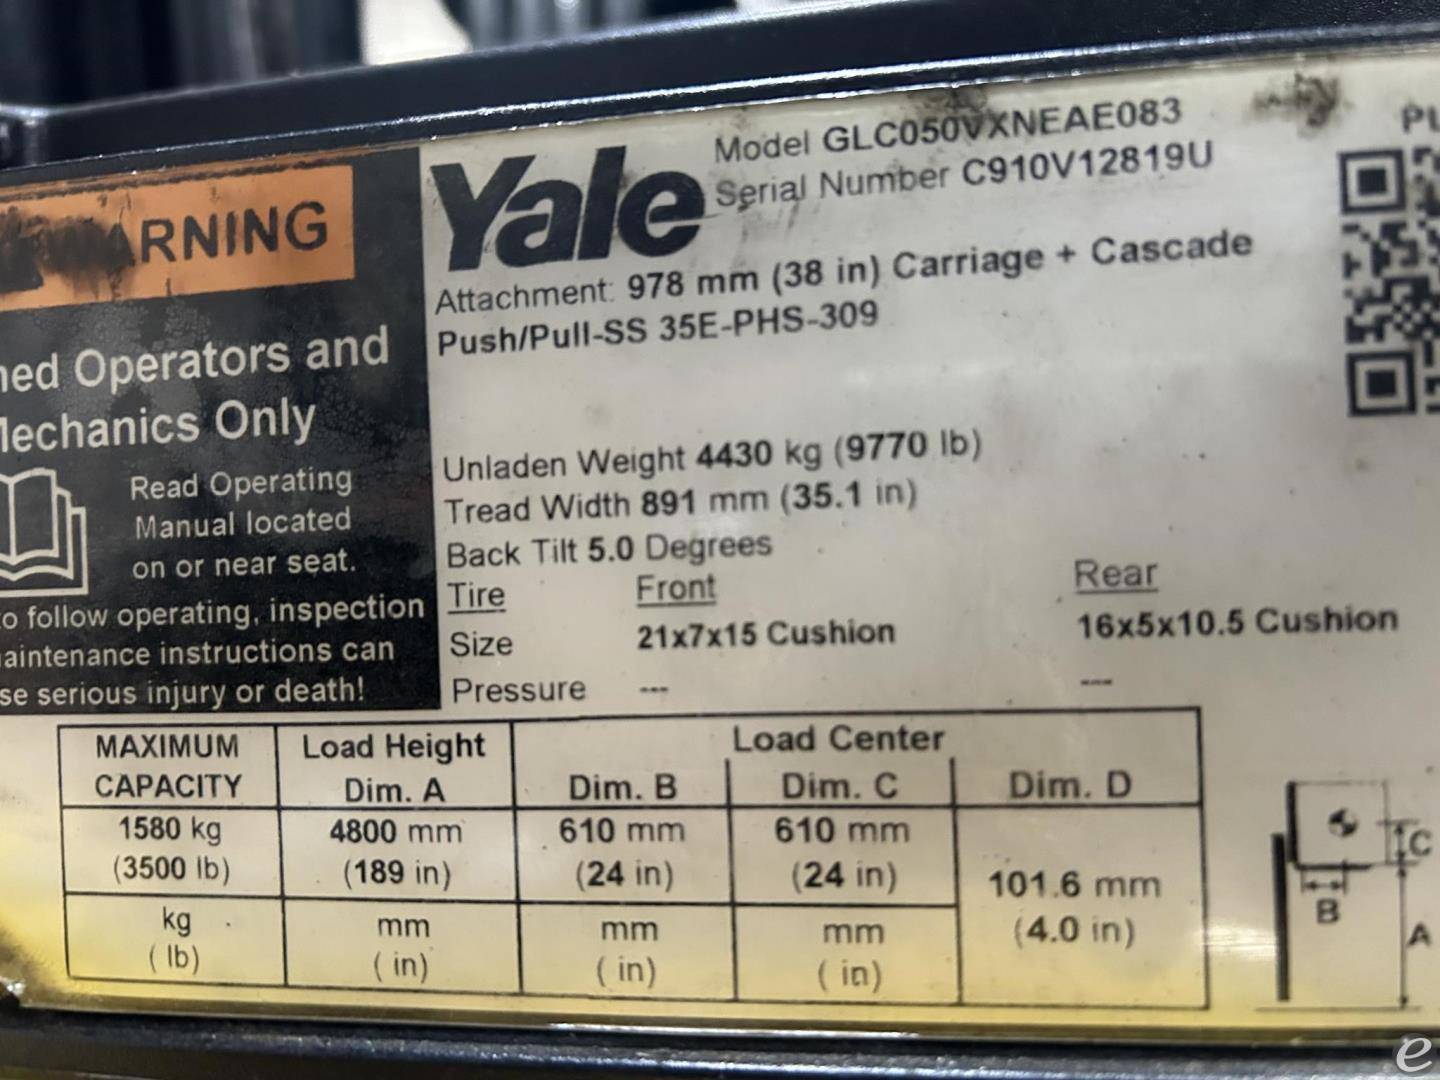 WARNING
Operators and
Mechanics Only
Read Operating
Manual located
on or near seat.
to follow operating, inspection
maintenance instructions can
serious injury or death!
Yale
Model GLC050VXNEAE083
Serial Number C910V12819U
Attachment: 978 mm (38 in) Carriage + Cascade
Push/Pull-SS 35E-PHS-309
Unladen Weight 4430 kg (9770 lb)
Tread Width 891 mm (35.1 in)
Back Tilt 5.0 Degrees
Tire Front Rear
Size 21x7x15 Cushion 16x5x10.5 Cushion
Pressure --- ---
MAXIMUM Load Height Load Center
CAPACITY Dim. A Dim. B Dim. C Dim. D
1580 kg 4800 mm 610 mm 610 mm 101.6 mm
(3500 lb) (189 in) (24 in) (24 in) (4.0 in)
kg mm mm mm
( lb) ( in) ( in) ( in)
C
B
A
e